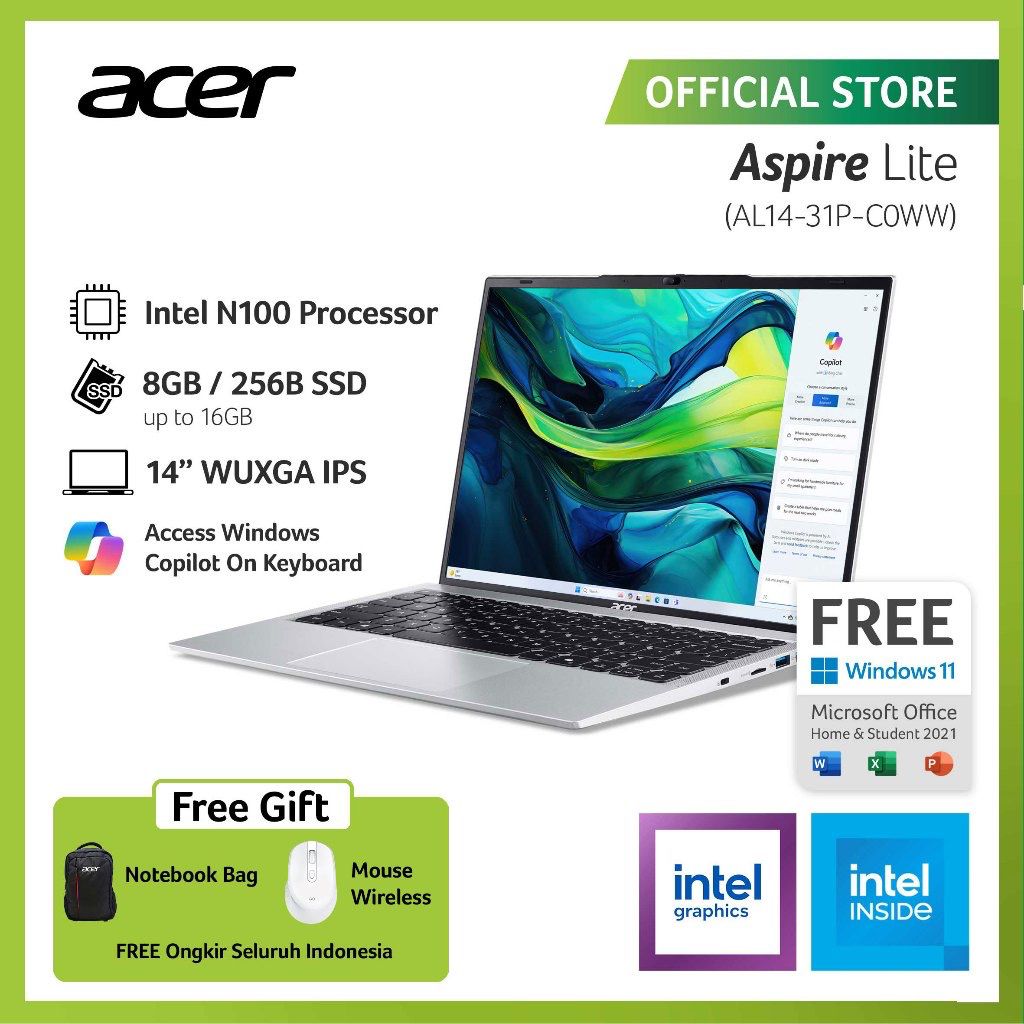 acer
OFFICIAL STORE
Aspire Lite
(AL14-31P-C0WW)
Intel N100 Processor
SSD
8GB / 256B SSD
up to 16GB
14” WUXGA IPS
Access Windows
Copilot On Keyboard
Copilot
acer
FREE
Windows 11
Microsoft Office
Home & Student 2021
W X P
Free Gift
acer
Notebook Bag
Mouse
Wireless
FREE Ongkir Seluruh Indonesia
intel
graphics
intel
INSIDE